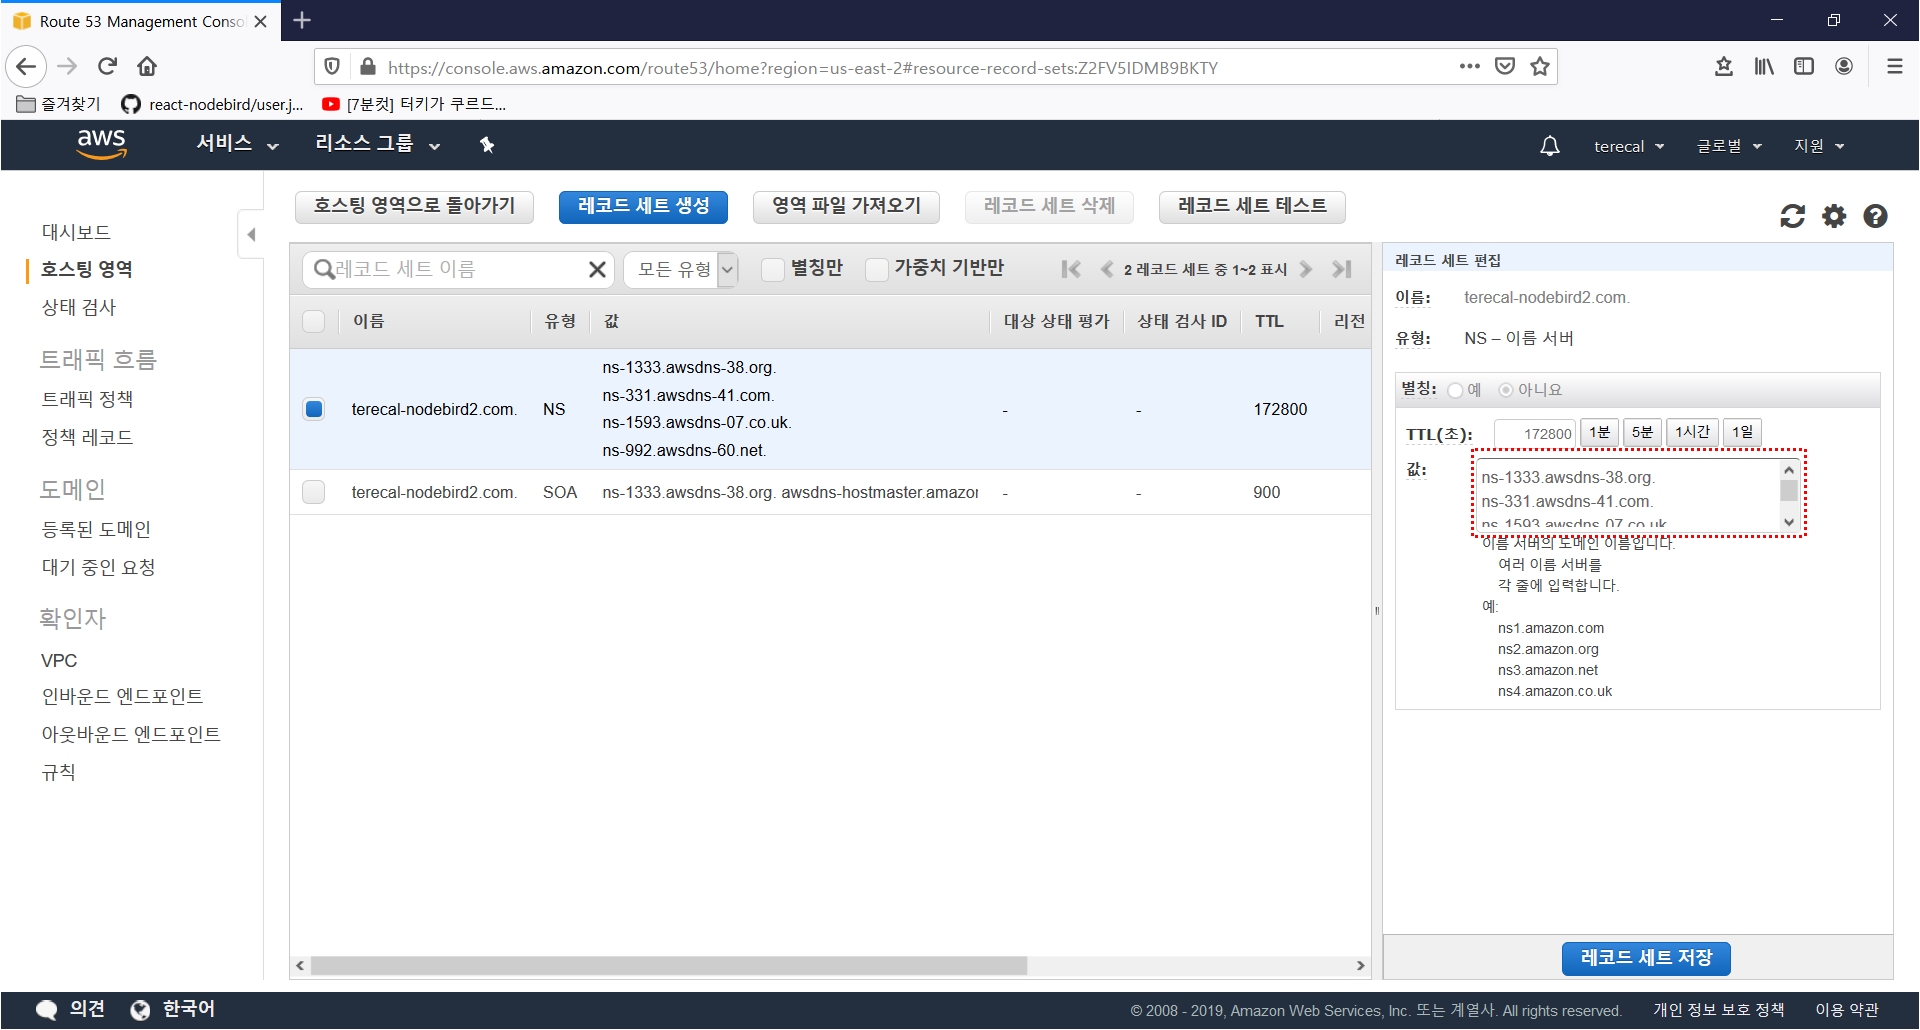 Route 53 Management Conso
https://console.aws.amazon.com/route53/home?region=us-east-2#resource-record-sets:Z2FV5IDMB9BKTY
즐겨찾기 react-nodebird/user.j... [7분컷] 터키가 쿠르드...
aws 서비스 리소스 그룹 terecal 글로벌 지원
대시보드
호스팅 영역
상태 검사
트래픽 흐름
트래픽 정책
정책 레코드
도메인
등록된 도메인
대기 중인 요청
확인자
VPC
인바운드 엔드포인트
아웃바운드 엔드포인트
규칙
호스팅 영역으로 돌아가기 레코드 세트 생성 영역 파일 가져오기 레코드 세트 삭제 레코드 세트 테스트
레코드 세트 이름 모든 유형 별칭만 가중치 기반만 2 레코드 세트 중 1~2 표시
이름 유형 값 대상 상태 평가 상태 검사 ID TTL 리전
ns-1333.awsdns-38.org.
ns-331.awsdns-41.com.
terecal-nodebird2.com. NS - - 172800
ns-1593.awsdns-07.co.uk.
ns-992.awsdns-60.net.
terecal-nodebird2.com. SOA ns-1333.awsdns-38.org. awsdns-hostmaster.amazon - - 900
레코드 세트 편집
이름: terecal-nodebird2.com.
유형: NS – 이름 서버
별칭: 예 아니요
TTL(초): 172800 1분 5분 1시간 1일
값:
ns-1333.awsdns-38.org.
ns-331.awsdns-41.com.
ns-1593.awsdns-07.co.uk
이름 서버의 도메인 이름입니다.
여러 이름 서버를
각 줄에 입력합니다.
예:
ns1.amazon.com
ns2.amazon.org
ns3.amazon.net
ns4.amazon.co.uk
레코드 세트 저장
의견 한국어 © 2008 - 2019, Amazon Web Services, Inc. 또는 계열사. All rights reserved. 개인 정보 보호 정책 이용 약관